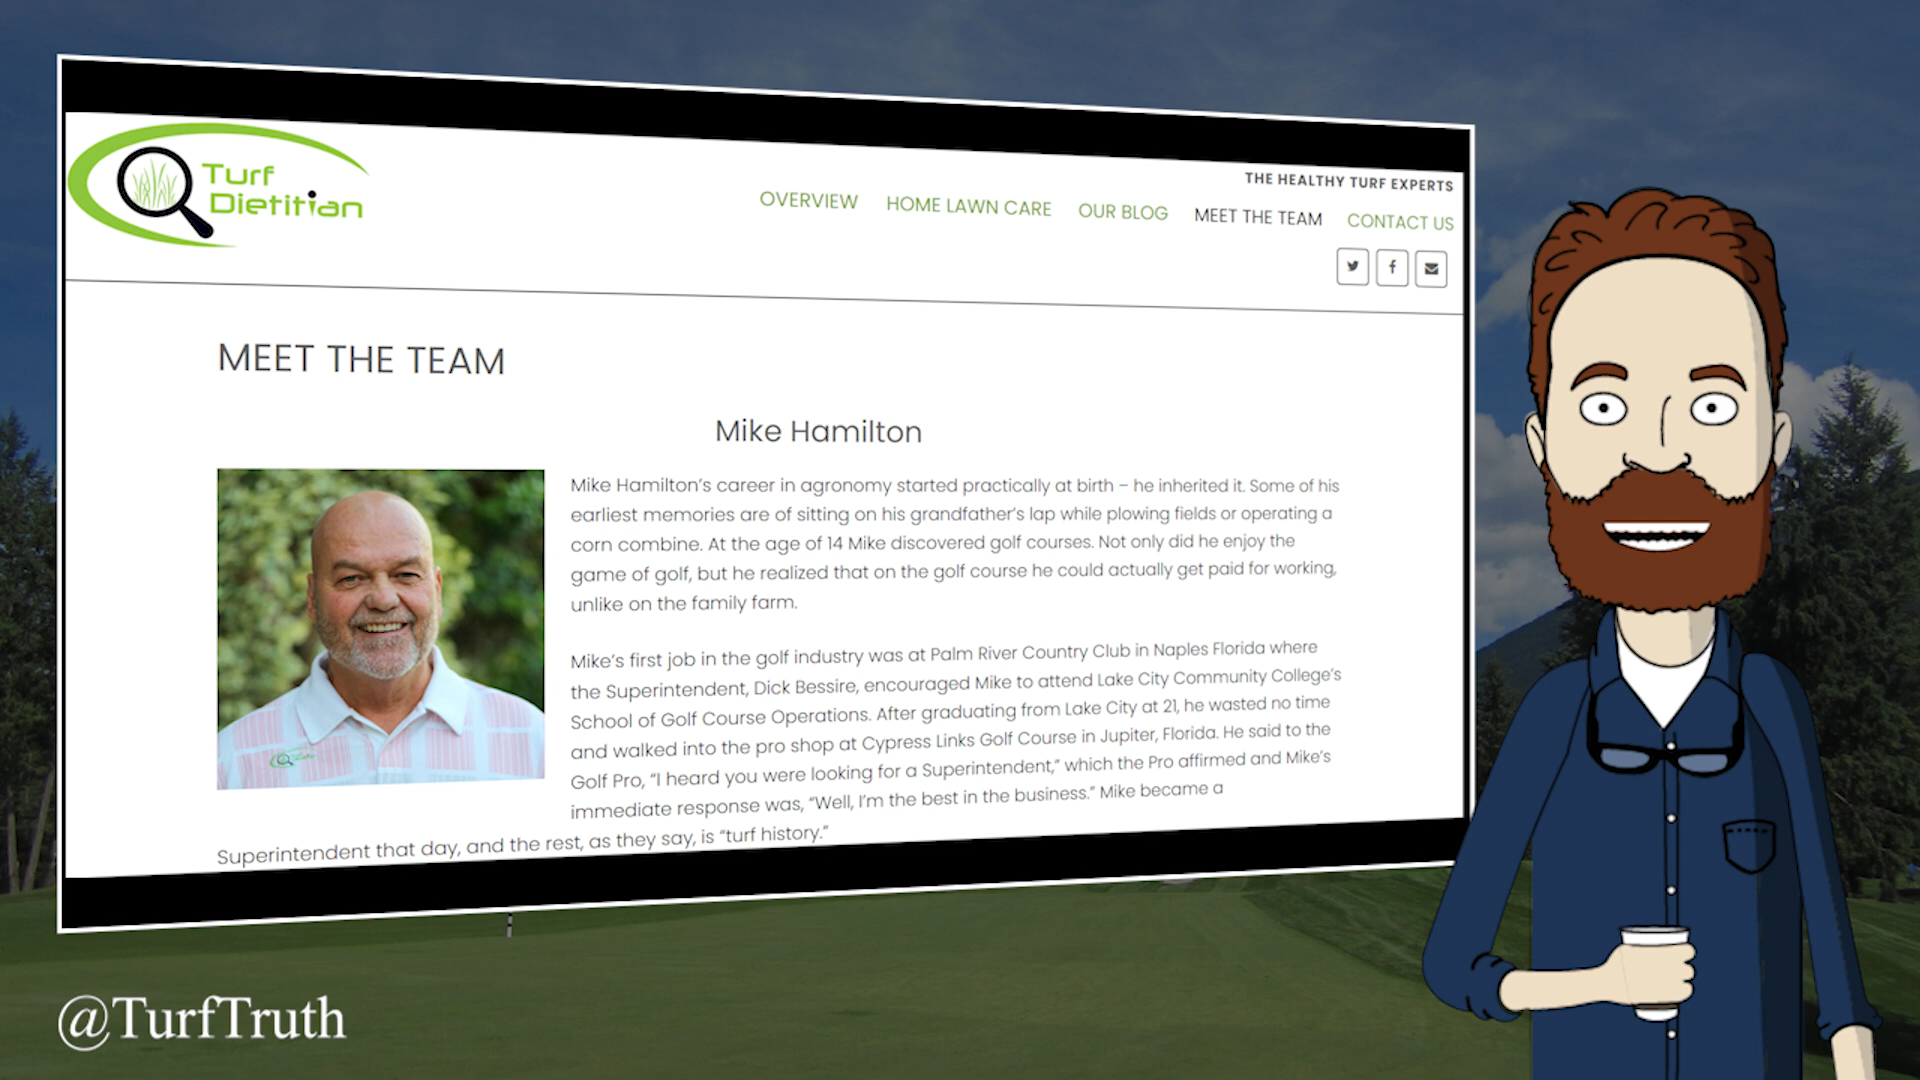 Turf
Dietitian
THE HEALTHY TURF EXPERTS
OVERVIEW HOME LAWN CARE OUR BLOG MEET THE TEAM CONTACT US
MEET THE TEAM
Mike Hamilton
Mike Hamilton's career in agronomy started practically at birth – he inherited it. Some of his
earliest memories are of sitting on his grandfather's lap while plowing fields or operating a
corn combine. At the age of 14 Mike discovered golf courses. Not only did he enjoy the
game of golf, but he realized that on the golf course he could actually get paid for working,
unlike on the family farm.
Mike's first job in the golf industry was at Palm River Country Club in Naples Florida where
the Superintendent, Dick Bessire, encouraged Mike to attend Lake City Community College's
School of Golf Course Operations. After graduating from Lake City at 21, he wasted no time
and walked into the pro shop at Cypress Links Golf Course in Jupiter, Florida. He said to the
Golf Pro, “I heard you were looking for a Superintendent,” which the Pro affirmed and Mike's
immediate response was, “Well, I'm the best in the business.” Mike became a
Superintendent that day, and the rest, as they say, is “turf history.”
@TurfTruth